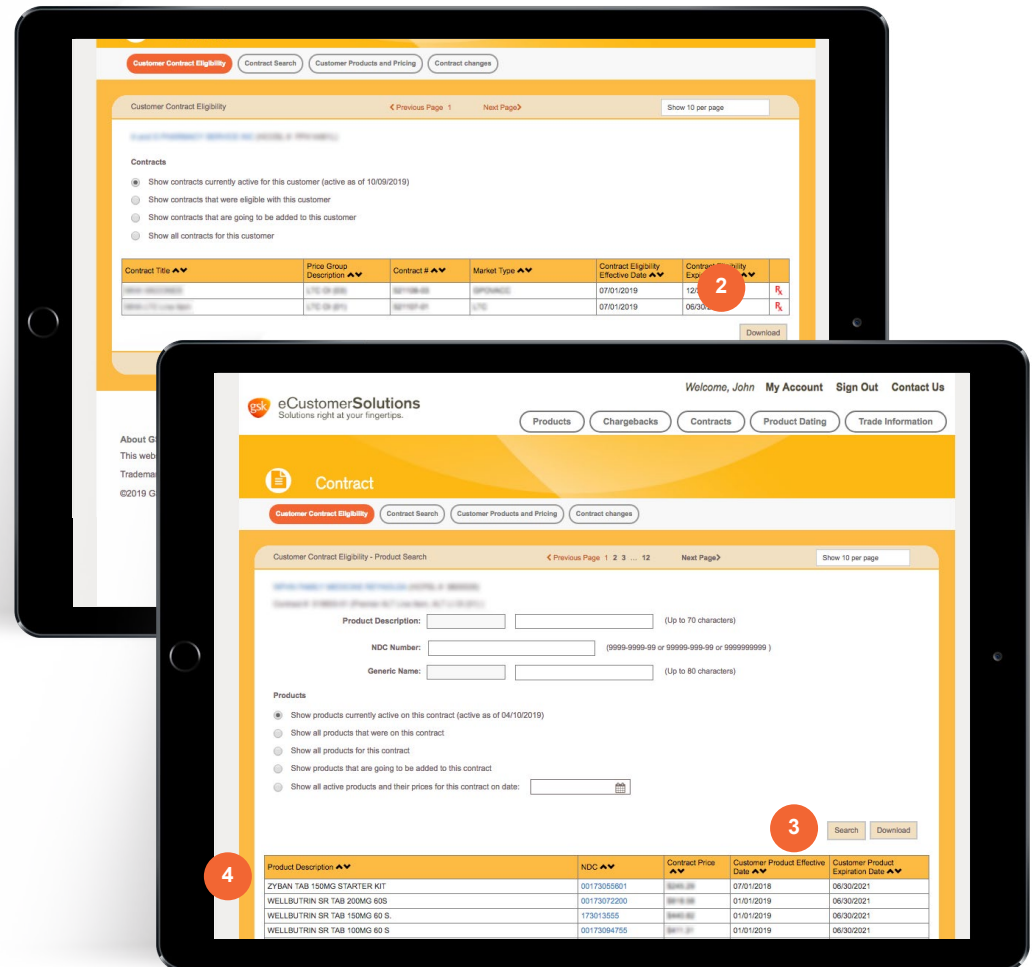 Customer Contract Eligibility Contract Search Customer Products and Pricing Contract changes
Customer Contract Eligibility Previous Page 1 Next Page Show 10 per page
Contracts
Show contracts currently active for this customer (active as of 10/09/2019)
Show contracts that were eligible with this customer
Show contracts that are going to be added to this customer
Show all contracts for this customer
Contract Title Price Group Description Contract # Market Type Contract Eligibility Effective Date Contract Eligibility
07/01/2019 12/ Rx
07/01/2019 06/30/ Rx
2
Download
About G
This web
Tradema
©2019 G
Welcome, John My Account Sign Out Contact Us
gsk eCustomerSolutions
Solutions right at your fingertips.
Products Chargebacks Contracts Product Dating Trade Information
Contract
Customer Contract Eligibility Contract Search Customer Products and Pricing Contract changes
Customer Contract Eligibility - Product Search Previous Page 1 2 3 ... 12 Next Page Show 10 per page
Product Description: (Up to 70 characters)
NDC Number: (9999-9999-99 or 99999-999-99 or 9999999999 )
Generic Name: (Up to 80 characters)
Products
Show products currently active on this contract (active as of 04/10/2019)
Show all products that were on this contract
Show all products for this contract
Show products that are going to be added to this contract
Show all active products and their prices for this contract on date:
3 Search Download
4
Product Description NDC Contract Price Customer Product Effective Date Customer Product Expiration Date
ZYBAN TAB 150MG STARTER KIT 00173055601 07/01/2018 06/30/2021
WELLBUTRIN SR TAB 200MG 60S 00173072200 01/01/2019 06/30/2021
WELLBUTRIN SR TAB 150MG 60 S. 173013555 01/01/2019 06/30/2021
WELLBUTRIN SR TAB 100MG 60 S 00173094755 01/01/2019 06/30/2021